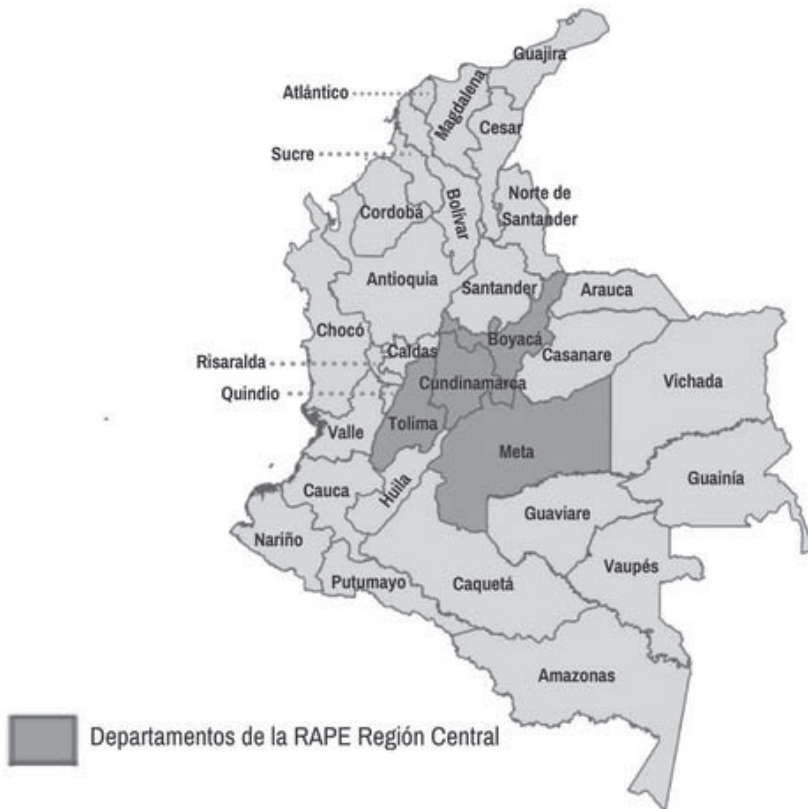 Guajira
Atlántico
Magdalena
Cesar
Sucre
Norte de
Santander
Cordobá
Bolívar
Antioquia
Santander
Arauca
Chocó
Boyacá
Caldas
Casanare
Risaralda
Cundinamarca
Vichada
Quindio
Tolima
Valle
Meta
Guainía
Cauca
Huila
Guaviare
Nariño
Vaupés
Putumayo
Caquetá
Amazonas
Departamentos de la RAPE Región Central